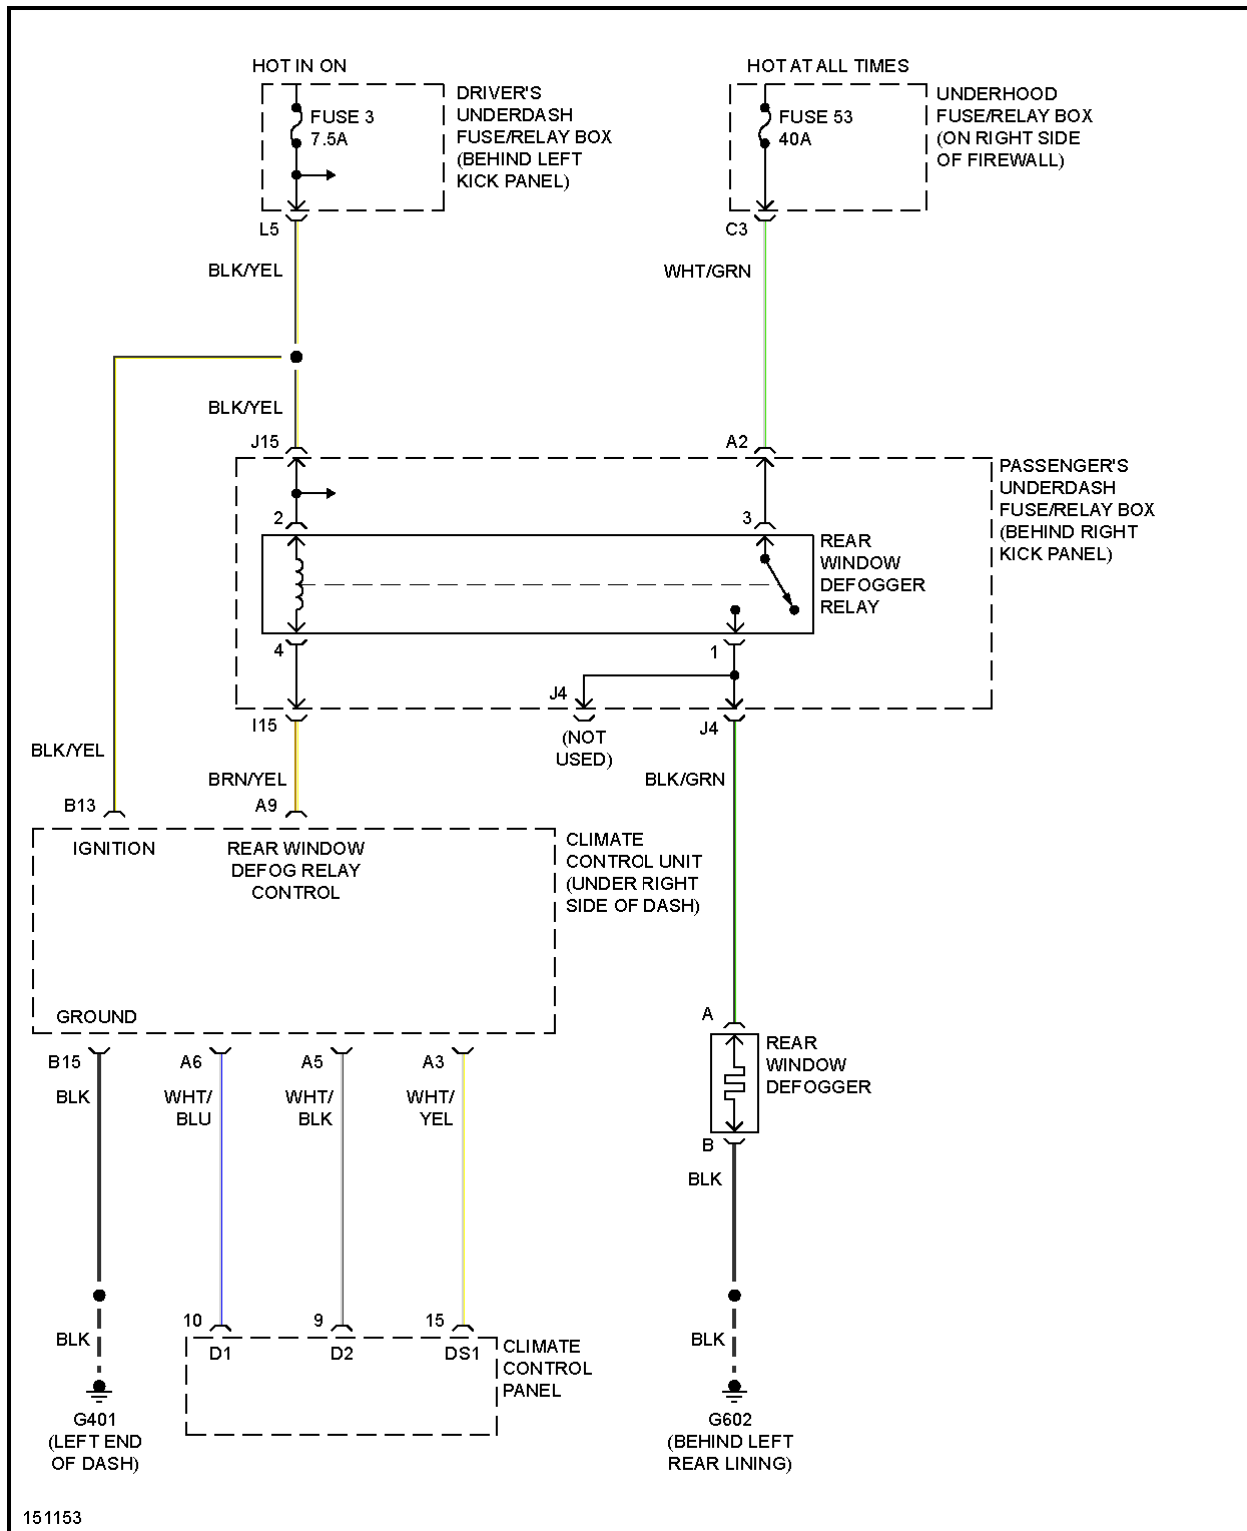 HOT IN ON
HOT AT ALL TIMES
FUSE 3
7.5A
DRIVER'S
UNDERDASH
FUSE/RELAY BOX
(BEHIND LEFT
KICK PANEL)
FUSE 53
40A
UNDERHOOD
FUSE/RELAY BOX
(ON RIGHT SIDE
OF FIREWALL)
L5
C3
BLK/YEL
WHT/GRN
BLK/YEL
J15
A2
PASSENGER'S
UNDERDASH
FUSE/RELAY BOX
(BEHIND RIGHT
KICK PANEL)
2
3
REAR
WINDOW
DEFOGGER
RELAY
4
1
J4
I15
(NOT
USED)
J4
BLK/YEL
BRN/YEL
BLK/GRN
B13
A9
IGNITION
REAR WINDOW
DEFOG RELAY
CONTROL
CLIMATE
CONTROL UNIT
(UNDER RIGHT
SIDE OF DASH)
GROUND
A
REAR
WINDOW
DEFOGGER
B15
A6
A5
A3
BLK
WHT/
BLU
WHT/
BLK
WHT/
YEL
B
BLK
10
9
15
BLK
D1
D2
DS1
CLIMATE
CONTROL
PANEL
BLK
G401
(LEFT END
OF DASH)
G602
(BEHIND LEFT
REAR LINING)
151153